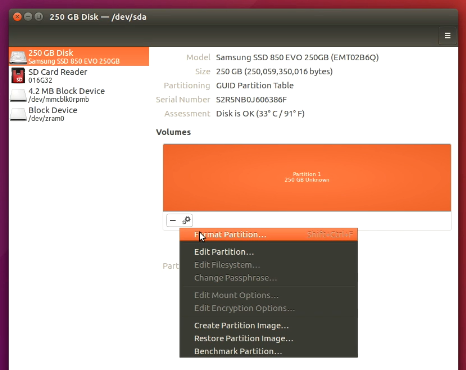 250 GB Disk — /dev/sda
250 GB Disk
Samsung SSD 850 EVO 250GB
SD Card Reader
016G32
4.2 MB Block Device
/dev/mmcblk0rpmb
Block Device
/dev/zram0
Model Samsung SSD 850 EVO 250GB (EMT02B6Q)
Size 250 GB (250,059,350,016 bytes)
Partitioning GUID Partition Table
Serial Number S2R5NB0J606386F
Assessment Disk is OK (33° C / 91° F)
Volumes
Partition 1
250 GB Unknown
Format Partition...
Edit Partition...
Edit Filesystem...
Change Passphrase...
Edit Mount Options...
Edit Encryption Options...
Create Partition Image...
Restore Partition Image...
Benchmark Partition...
Part